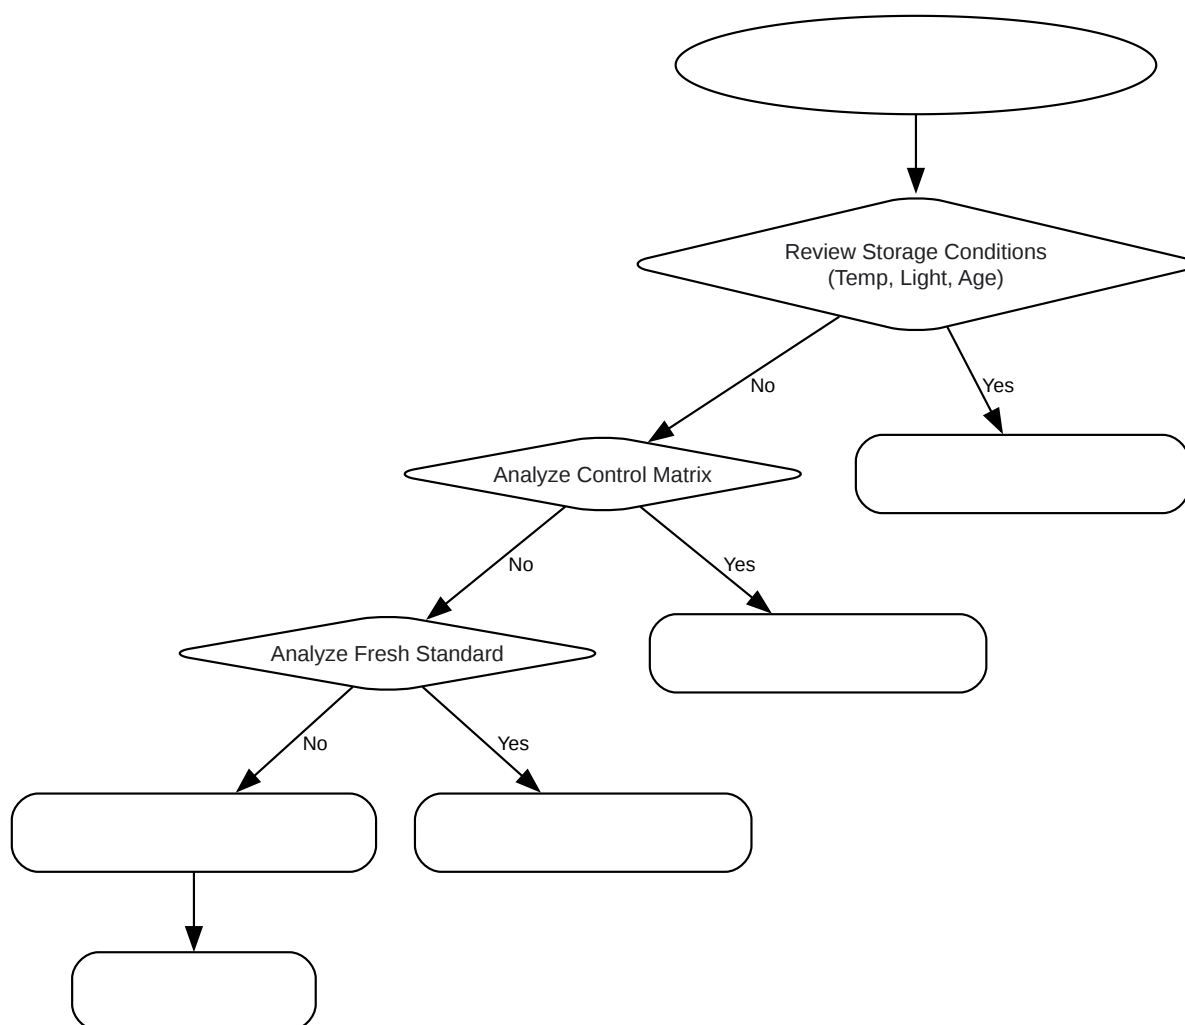 Review Storage Conditions
(Temp, Light, Age)
No
Yes
Analyze Control Matrix
No
Yes
Analyze Fresh Standard
No
Yes